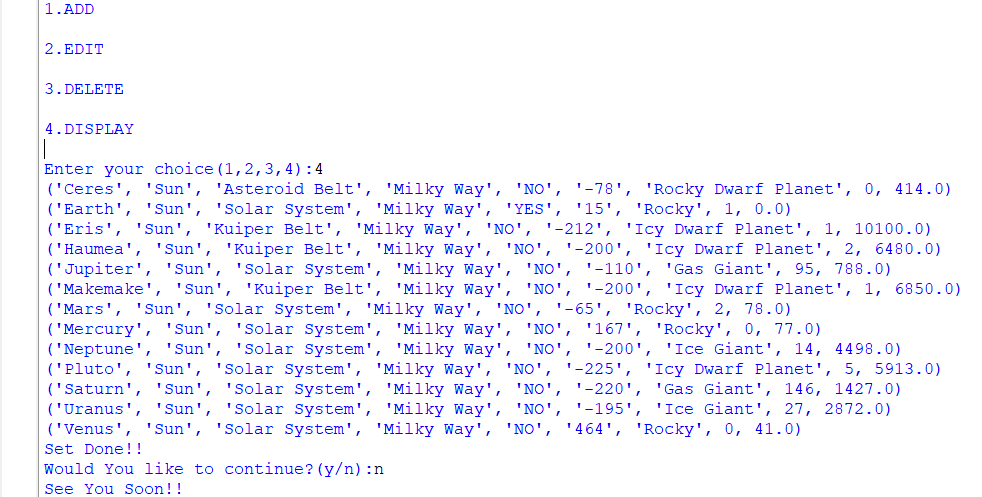 1.ADD
2.EDIT
3.DELETE
4.DISPLAY
Enter your choice(1,2,3,4):4
('Ceres', 'Sun', 'Asteroid Belt', 'Milky Way', 'NO', '-78', 'Rocky Dwarf Planet', 0, 414.0)
('Earth', 'Sun', 'Solar System', 'Milky Way', 'YES', '15', 'Rocky', 1, 0.0)
('Eris', 'Sun', 'Kuiper Belt', 'Milky Way', 'NO', '-212', 'Icy Dwarf Planet', 1, 10100.0)
('Haumea', 'Sun', 'Kuiper Belt', 'Milky Way', 'NO', '-200', 'Icy Dwarf Planet', 2, 6480.0)
('Jupiter', 'Sun', 'Solar System', 'Milky Way', 'NO', '-110', 'Gas Giant', 95, 788.0)
('Makemake', 'Sun', 'Kuiper Belt', 'Milky Way', 'NO', '-200', 'Icy Dwarf Planet', 1, 6850.0)
('Mars', 'Sun', 'Solar System', 'Milky Way', 'NO', '-65', 'Rocky', 2, 78.0)
('Mercury', 'Sun', 'Solar System', 'Milky Way', 'NO', '167', 'Rocky', 0, 77.0)
('Neptune', 'Sun', 'Solar System', 'Milky Way', 'NO', '-200', 'Ice Giant', 14, 4498.0)
('Pluto', 'Sun', 'Solar System', 'Milky Way', 'NO', '-225', 'Icy Dwarf Planet', 5, 5913.0)
('Saturn', 'Sun', 'Solar System', 'Milky Way', 'NO', '-220', 'Gas Giant', 146, 1427.0)
('Uranus', 'Sun', 'Solar System', 'Milky Way', 'NO', '-195', 'Ice Giant', 27, 2872.0)
('Venus', 'Sun', 'Solar System', 'Milky Way', 'NO', '464', 'Rocky', 0, 41.0)
Set Done!!
Would You like to continue?(y/n):n
See You Soon!!